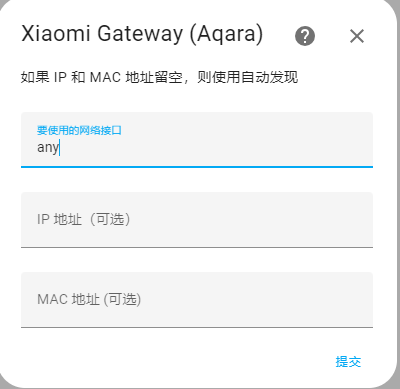 Xiaomi Gateway (Aqara)
如果 IP 和 MAC 地址留空，则使用自动发现
要使用的网络接口
any
IP 地址（可选）
MAC 地址 (可选)
提交